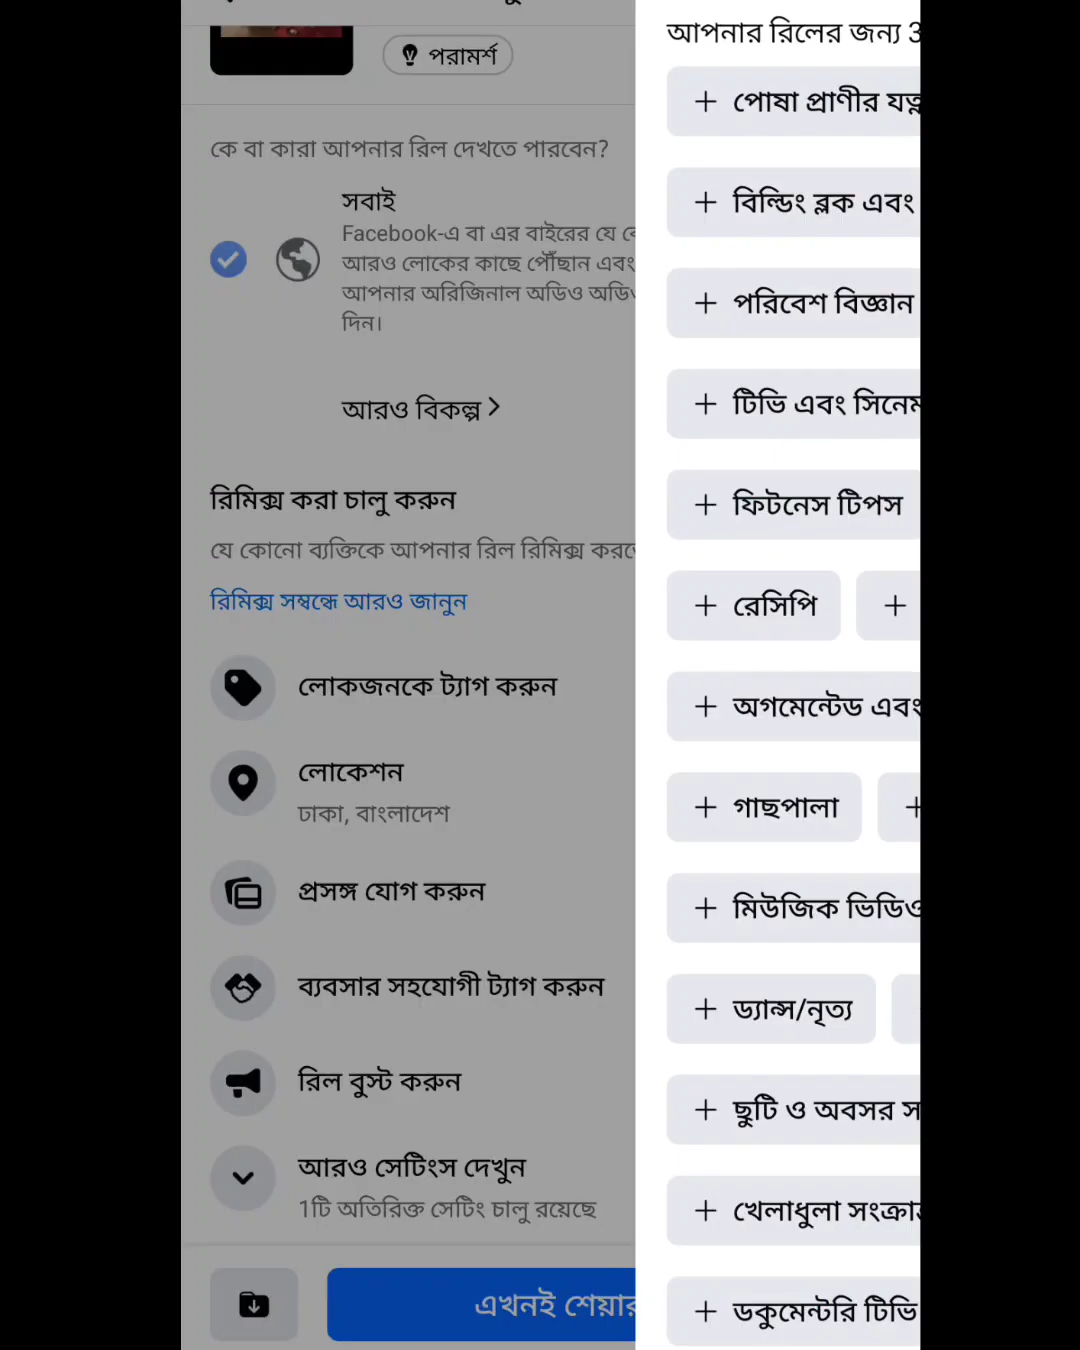 পরামর্শ
কে বা কারা আপনার রিল দেখতে পারবেন?
সবাই
Facebook-এ বা এর বাইরের যে
আরও লোকের কাছে পৌঁছান এবং
আপনার অরিজিনাল অডিও
দিন।
আরও বিকল্প
রিমিক্স করা চালু করুন
যে কোনো ব্যক্তিকে আপনার রিল রিমিক্স
রিমিক্স সম্বন্ধে আরও জানুন
লোকজনকে ট্যাগ করুন
লোকেশন
ঢাকা, বাংলাদেশ
প্রসঙ্গ যোগ করুন
ব্যবসার সহযোগী ট্যাগ করুন
রিল বুস্ট করুন
আরও সেটিংস দেখুন
1টি অতিরিক্ত সেটিং চালু রয়েছে
এখনই
আপনার রিলের জন্য 3
+ পোষা প্রাণীর যত্ন
+ বিল্ডিং ব্লক এবং
+ পরিবেশ বিজ্ঞান
+ টিভি এবং
+ ফিটনেস টিপস
+ রেসিপি +
+ অগমেন্টেড এবং
+ গাছপালা +
+ মিউজিক ভিডিও
+ ড্যান্স/নৃত্য
+ ছুটি ও অবসর
+ খেলাধুলা
+ ডকুমেন্টরি টিভি